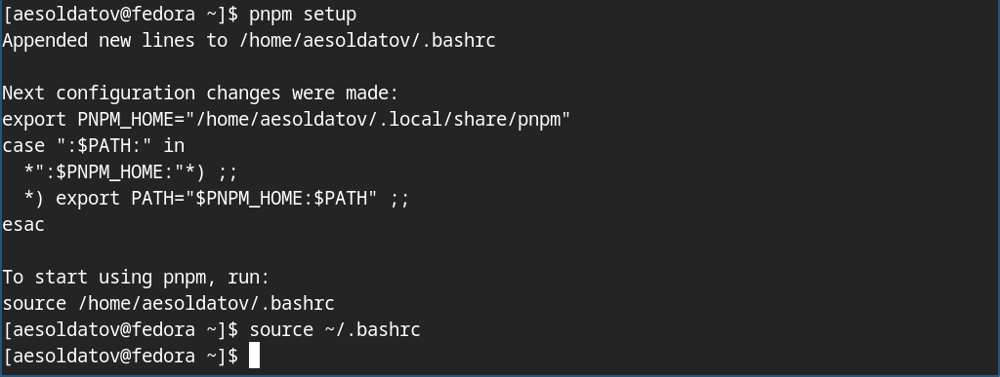 [aesoldatov@fedora ~]$ pnpm setup
Appended new lines to /home/aesoldatov/.bashrc

Next configuration changes were made:
export PNPM_HOME="/home/aesoldatov/.local/share/pnpm"
case ":$PATH:" in
  *":$PNPM_HOME:"*) ;;
  *) export PATH="$PNPM_HOME:$PATH" ;;
esac

To start using pnpm, run:
source /home/aesoldatov/.bashrc
[aesoldatov@fedora ~]$ source ~/.bashrc
[aesoldatov@fedora ~]$